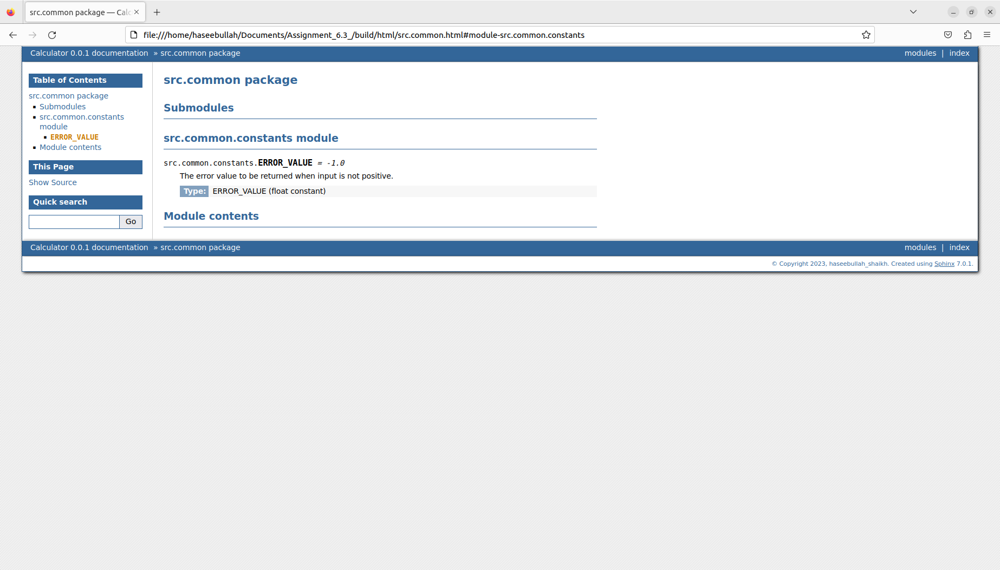 src.common package — Calc
file:///home/haseebullah/Documents/Assignment_6.3_/build/html/src.common.html#module-src.common.constants
Calculator 0.0.1 documentation » src.common package
modules | index
Table of Contents
src.common package
Submodules
src.common.constants
module
ERROR_VALUE
Module contents
This Page
Show Source
Quick search
Go
src.common package
Submodules
src.common.constants module
src.common.constants.ERROR_VALUE = -1.0
The error value to be returned when input is not positive.
Type: ERROR_VALUE (float constant)
Module contents
Calculator 0.0.1 documentation » src.common package
modules | index
© Copyright 2023, haseebullah_shaikh. Created using Sphinx 7.0.1.